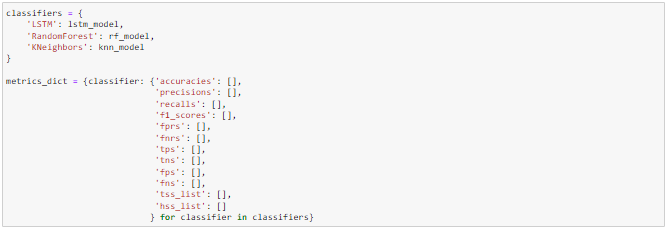 classifiers = {
    'LSTM': lstm_model,
    'RandomForest': rf_model,
    'KNeighbors': knn_model
}
metrics_dict = {classifier: {'accuracies': [],
                             'precisions': [],
                             'recalls': [],
                             'f1_scores': [],
                             'fprs': [],
                             'fnrs': [],
                             'tps': [],
                             'tns': [],
                             'fps': [],
                             'fns': [],
                             'tss_list': [],
                             'hss_list': []
                            } for classifier in classifiers}